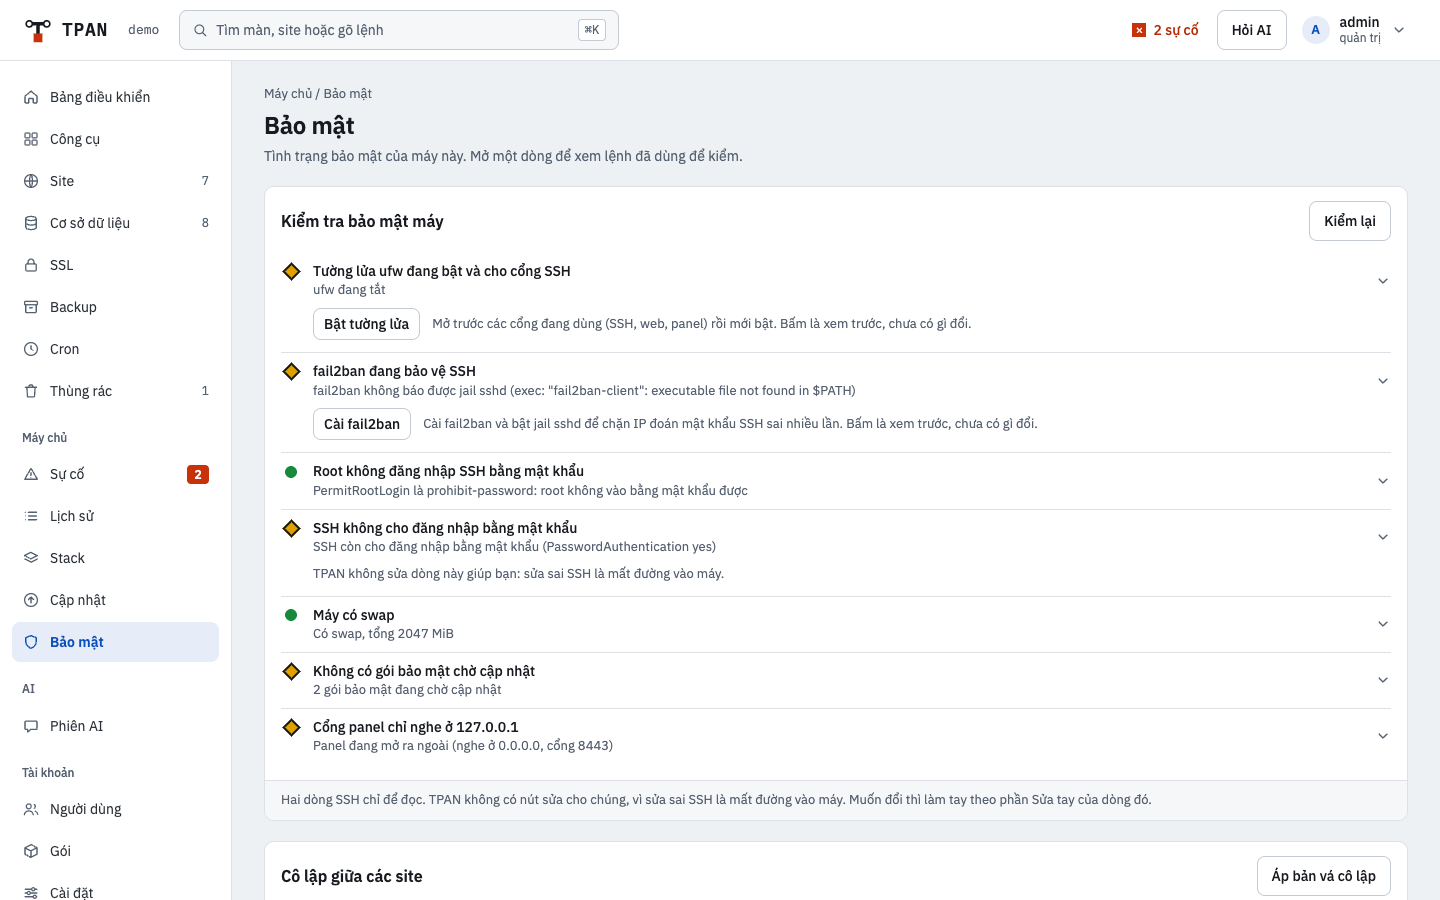 TPAN
demo
Tìm màn, site hoặc gõ lệnh
⌘K
2 sự cố
Hỏi AI
A
admin
quản trị
Bảng điều khiển
Công cụ
Site 7
Cơ sở dữ liệu 8
SSL
Backup
Cron
Thùng rác 1
Máy chủ
Sự cố 2
Lịch sử
Stack
Cập nhật
Bảo mật
AI
Phiên AI
Tài khoản
Người dùng
Gói
Cài đặt
Máy chủ / Bảo mật
Bảo mật
Tình trạng bảo mật của máy này. Mở một dòng để xem lệnh đã dùng để kiểm.
Kiểm tra bảo mật máy
Kiểm lại
Tường lửa ufw đang bật và cho cổng SSH
ufw đang tắt
Bật tường lửa
Mở trước các cổng đang dùng (SSH, web, panel) rồi mới bật. Bấm là xem trước, chưa có gì đổi.
fail2ban đang bảo vệ SSH
fail2ban không báo được jail sshd (exec: "fail2ban-client": executable file not found in $PATH)
Cài fail2ban
Cài fail2ban và bật jail sshd để chặn IP đoán mật khẩu SSH sai nhiều lần. Bấm là xem trước, chưa có gì đổi.
Root không đăng nhập SSH bằng mật khẩu
PermitRootLogin là prohibit-password: root không vào bằng mật khẩu được
SSH không cho đăng nhập bằng mật khẩu
SSH còn cho đăng nhập bằng mật khẩu (PasswordAuthentication yes)
TPAN không sửa dòng này giúp bạn: sửa sai SSH là mất đường vào máy.
Máy có swap
Có swap, tổng 2047 MiB
Không có gói bảo mật chờ cập nhật
2 gói bảo mật đang chờ cập nhật
Cổng panel chỉ nghe ở 127.0.0.1
Panel đang mở ra ngoài (nghe ở 0.0.0.0, cổng 8443)
Hai dòng SSH chỉ để đọc. TPAN không có nút sửa cho chúng, vì sửa sai SSH là mất đường vào máy. Muốn đổi thì làm tay theo phần Sửa tay của dòng đó.
Cô lập giữa các site
Áp bản vá cô lập